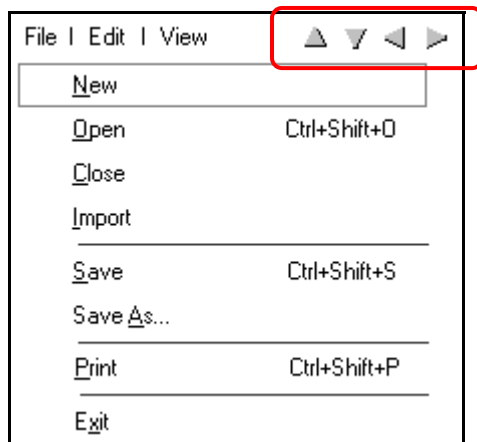 File | Edit | View
New
Open Ctrl+Shift+O
Close
Import
Save Ctrl+Shift+S
Save As...
Print Ctrl+Shift+P
Exit